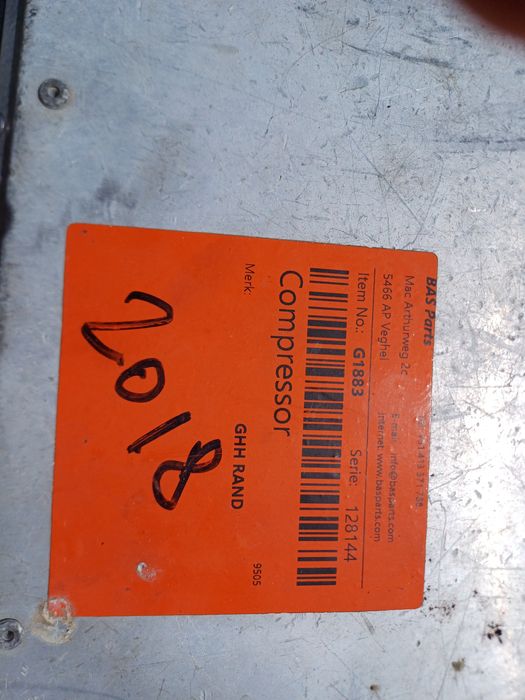 BAS Parts
Mac Arthurweg 2c
5466 AP Veghel
E-mail: info@basparts.com
Internet: www.basparts.com
Item No.: G1883 Serie: 128144
Compressor
Merk: GHH RAND
9505
2018